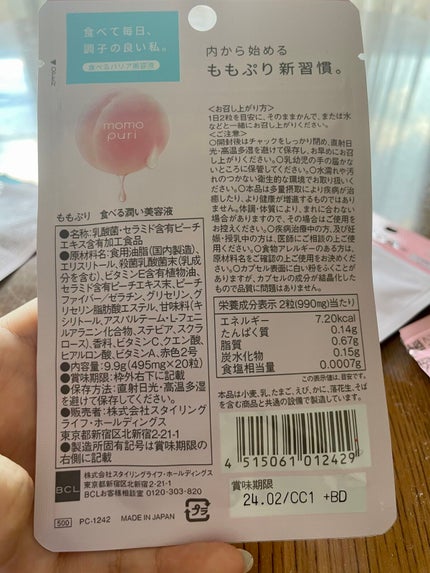 食べて毎日、
調子の良い私。
食べるバリア美容液
内から始める
ももぷり新習慣。
momo
puri
ももぷり 食べる潤い美容液
●名称:乳酸菌・セラミド含有ピーチ
エキス含有加工食品
●原材料名:食用油脂(国内製造)、
エリスリトール、殺菌乳酸菌末(乳成
分を含む)、ビタミンE含有植物油、
セラミド含有ピーチエキス末、ピーチ
ファイバー/ゼラチン、グリセリン、グリ
セリン脂肪酸エステル、甘味料(キ
シリトール、アスパルテーム・L-フェニ
ルアラニン化合物、ステビア、スクラ
ロース)、香料、ビタミンC、クエン酸、
ヒアルロン酸、ビタミンA、赤色2号
●内容量:9.9g(495mg×20粒)
●賞味期限:枠外右下に記載
●保存方法:直射日光・高温多湿
を避けて保存してください。
●販売者:株式会社スタイリング
ライフ・ホールディングス
東京都新宿区北新宿2-21-1
●製造所固有記号は賞味期限の
右側に記載
BCL
株式会社スタイリングライフ・ホールディングス
東京都新宿区北新宿2-21-1
BCLお客様相談室 0120-303-820
500 PC-1242 MADE IN JAPAN
プラ
<お召し上がり方>
1日2粒を目安に、そのままかんで、または水
などと一緒にお召し上がりください。
<ご注意>
○開封後はチャックをしっかり閉め、直射日
光・高温多湿を避けて保存し、お早めにお召
し上がりください。○乳幼児の手の届かな
いところに保管してください。○水濡れや汚
れのつかない衛生的な環境でお取り扱いく
ださい。○本品は多量摂取により疾病が治
癒したり、より健康が増進するものではあり
ません。体調・体質により、まれに合わない
場合がありますので、その場合はご使用を
お控えください。○疾病治療中の方、及び妊
娠・授乳中の方は、医師にご相談の上ご使用
ください。○食物アレルギーのある方は、
原材料名をご確認の上ご使用をお決めくだ
さい。○カプセル表面に白い粉をふくことが
ありますが、カプセルの成分が結晶化したも
ので品質に問題はありません。
栄養成分表示 2粒(990mg)当たり
エネルギー 7.20kcal
たんぱく質 0.14g
脂質 0.67g
炭水化物 0.15g
食塩相当量 0.0007g
この表示値は、目安です。
本品は小麦、乳、たまご、えび、かに、落花生、そば
を含む商品と共通の設備で製造しています。
4 515061 012429
賞味期限
24.02/CC1 +BD